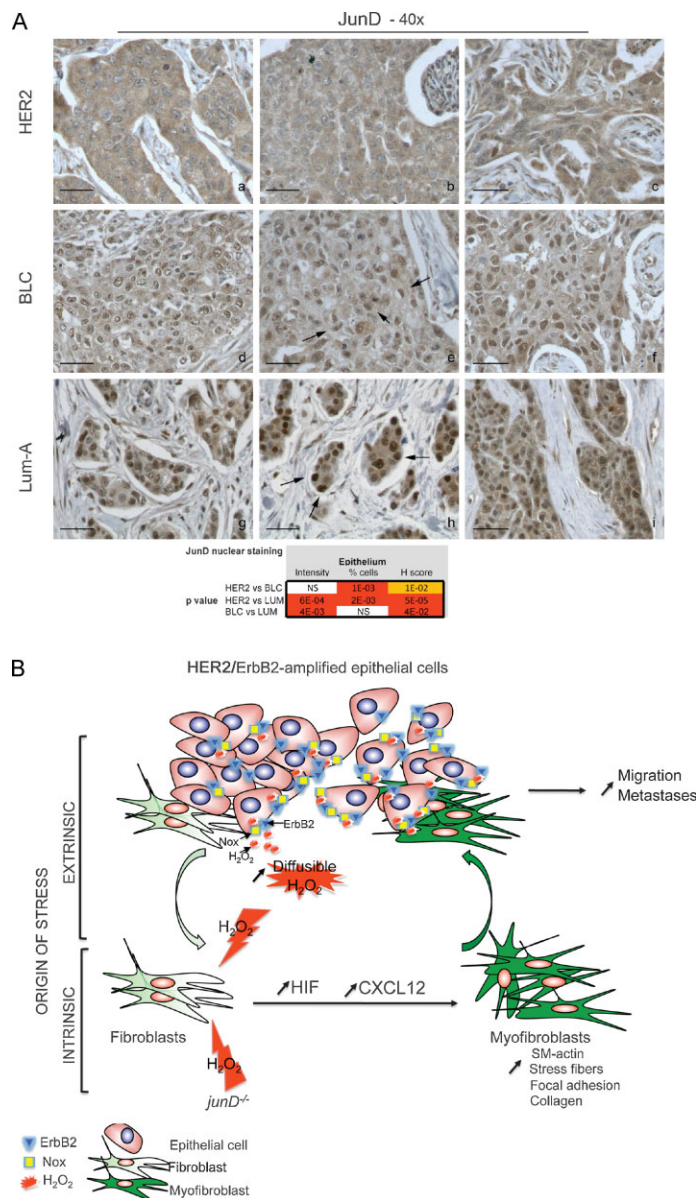 A
JunD - 40x
HER2
a
b
c
BLC
d
e
f
Lum-A
g
h
i
JunD nuclear staining
Epithelium
Intensity % cells H score
HER2 vs BLC NS 1E-03 1E-02
p value HER2 vs LUM 6E-04 2E-03 5E-05
BLC vs LUM 4E-03 NS 4E-02
B
HER2/ErbB2-amplified epithelial cells
ORIGIN OF STRESS
EXTRINSIC
INTRINSIC
Migration
Metastases
ErbB2
Nox
H2O2
Diffusible
H2O2
H2O2
HIF
CXCL12
Fibroblasts
Myofibroblasts
SM-actin
Stress fibers
Focal adhesion
Collagen
H2O2
junD-/-
ErbB2
Nox
H2O2
Epithelial cell
Fibroblast
Myofibroblast